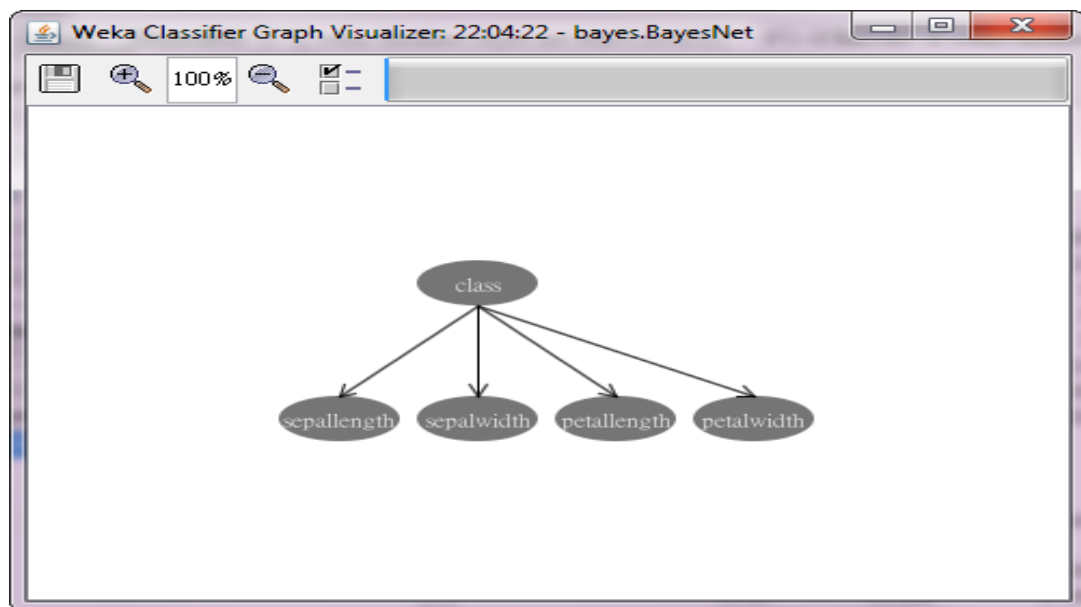 Weka Classifier Graph Visualizer: 22:04:22 - bayes.BayesNet
100%
class
sepallength sepalwidth petallength petalwidth